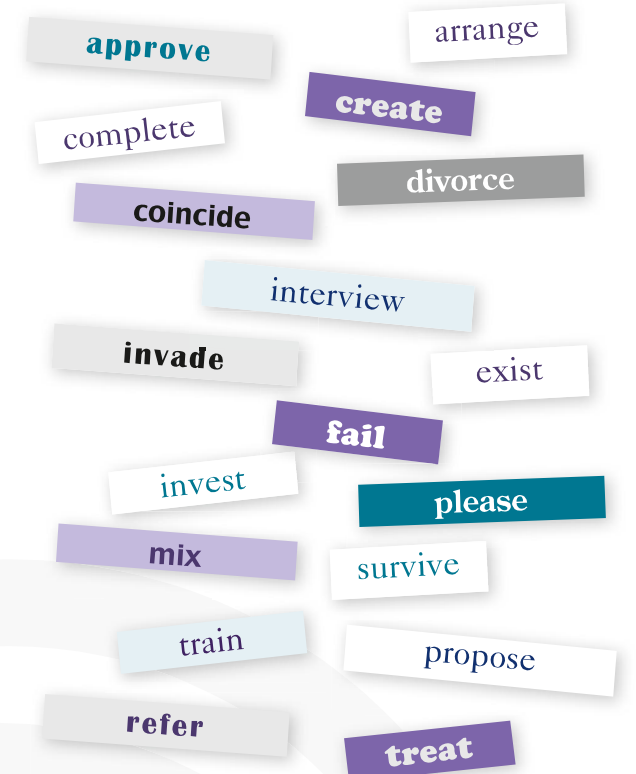 approve
arrange
create
complete
divorce
coincide
interview
invade
exist
fail
invest
please
mix
survive
train
propose
refer
treat